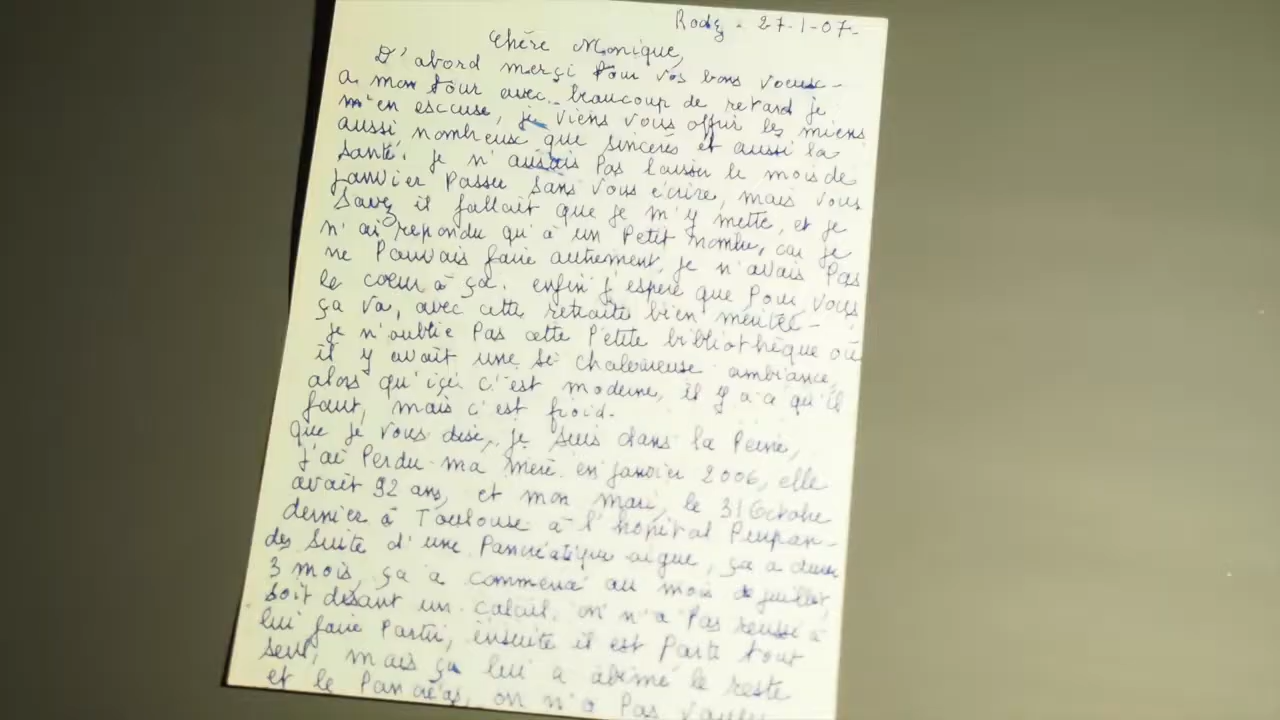 Rodez - 27-1-07-
Chère Monique,
D'abord merçi Pour vos bons voeux -
a mon tour avec beaucoup de retard je
m'en escuse, je viens vous offrir les miens
aussi nombreux que sincères et aussi la
santé. je n'aurais Pas laisser le mois de
janvier Passer sans vous écrire, mais vous
Savez il fallait que je m'y mette, et je
n'ai repondu qu'à un Petit nombre, car je
ne Pouvais faire autrement, je n'avais Pas
le coeur à ça. enfin j'espère que Pour vous
ça va, avec cette retraite bien méritée -
je n'oublie Pas cette Petite bibliothèque où
il y avait une si chaleureuse ambiance,
alors qu'içi c'est moderne, il y a a qu'il
faut, mais c'est froid.
que je vous dise, je suis dans la Peine,
j'ai Perdu ma mère en janvier 2006, elle
avait 92 ans, et mon mari, le 31 Octobre
dernier à Toulouse à l'hopital Purpan -
des suite d'une Pancréatique aigue, ça a durer
3 mois, ça a commencé au mois de juillet,
soit disant un calcul. on n'a Pas reussi à
lui faire Partir, ensuite il est Parti tout
seul, mais ça lui a abimé le reste
et le Pancréas, on n'a Pas